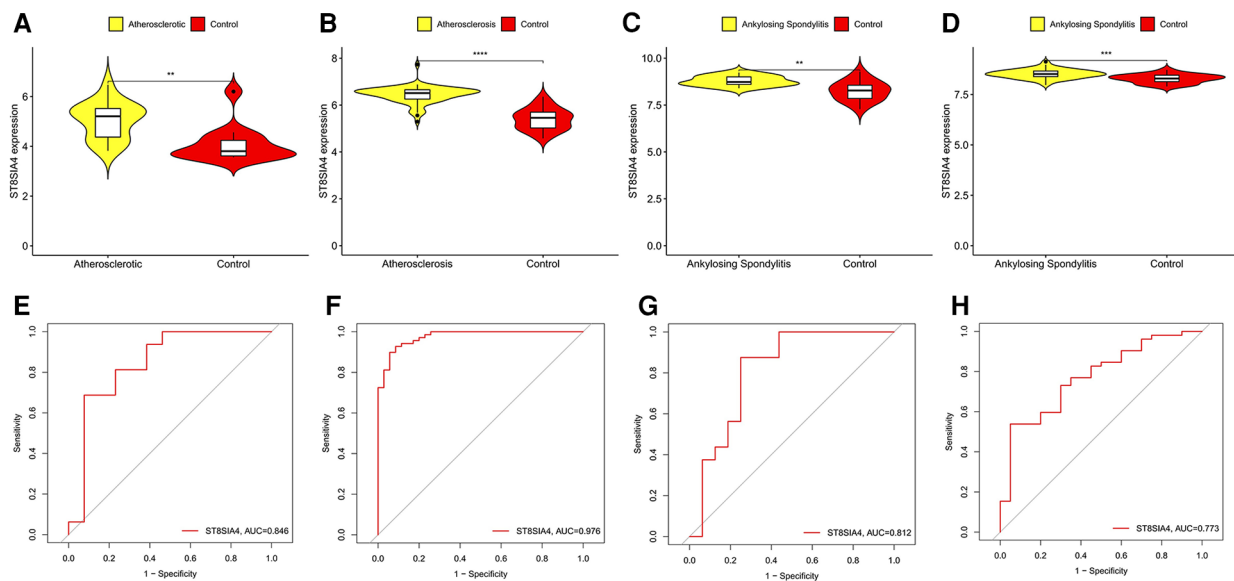 A
Atherosclerotic Control
ST8SIA4 expression
8
6
4
2
0
**
Atherosclerotic Control
B
Atherosclerosis Control
ST8SIA4 expression
8
6
4
2
0
****
Atherosclerosis Control
C
Ankylosing Spondylitis Control
ST8SIA4 expression
10.0
7.5
5.0
2.5
0.0
**
Ankylosing Spondylitis Control
D
Ankylosing Spondylitis Control
ST8SIA4 expression
7.5
5.0
2.5
0.0
***
Ankylosing Spondylitis Control
E
Sensitivity
1.0
0.8
0.6
0.4
0.2
0.0
ST8SIA4, AUC=0.846
0.0 0.2 0.4 0.6 0.8 1.0
1 − Specificity
F
Sensitivity
1.0
0.8
0.6
0.4
0.2
0.0
ST8SIA4, AUC=0.976
0.0 0.2 0.4 0.6 0.8 1.0
1 − Specificity
G
Sensitivity
1.0
0.8
0.6
0.4
0.2
0.0
ST8SIA4, AUC=0.812
0.0 0.2 0.4 0.6 0.8 1.0
1 − Specificity
H
Sensitivity
1.0
0.8
0.6
0.4
0.2
0.0
ST8SIA4, AUC=0.773
0.0 0.2 0.4 0.6 0.8 1.0
1 − Specificity